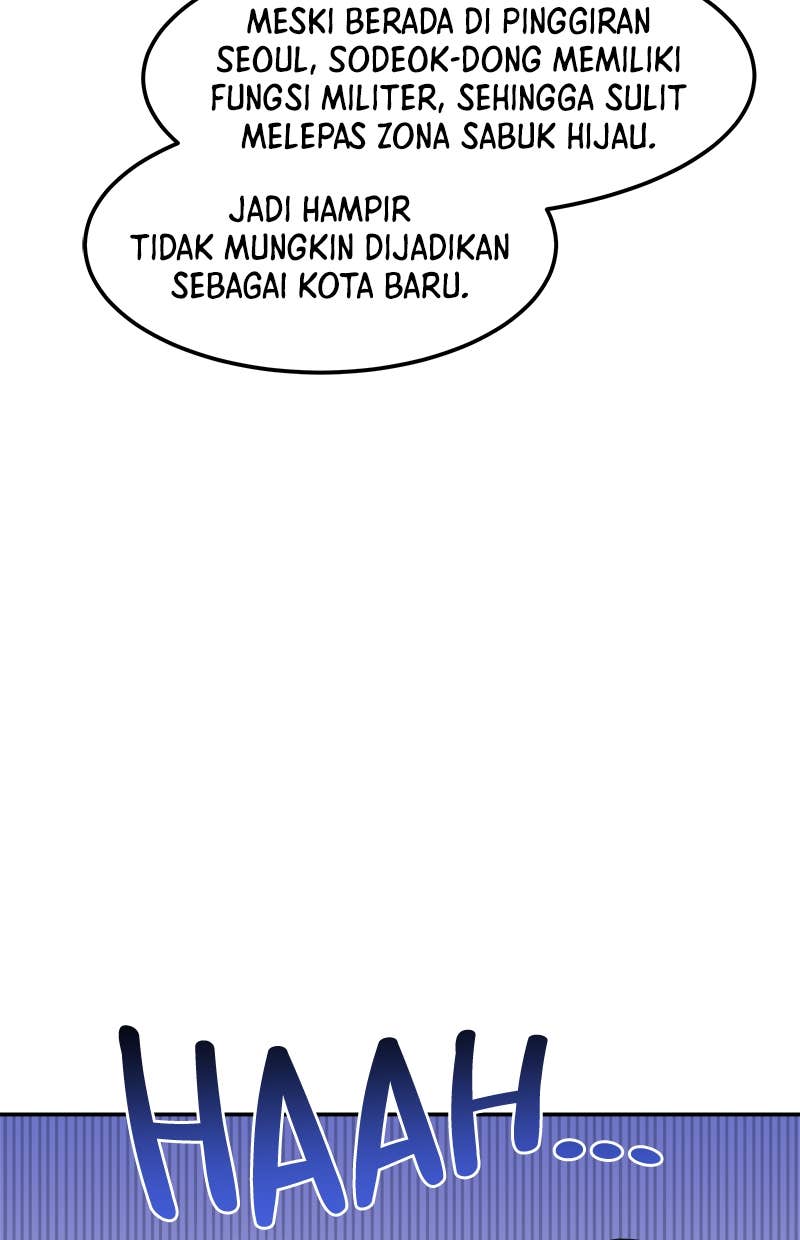 MESKI BERADA DI PINGGIRAN
SEOUL, SODEOK-DONG MEMILIKI
FUNGSI MILITER, SEHINGGA SULIT
MELEPAS ZONA SABUK HIJAU.
JADI HAMPIR
TIDAK MUNGKIN DIJADIKAN
SEBAGAI KOTA BARU.
HAAH...